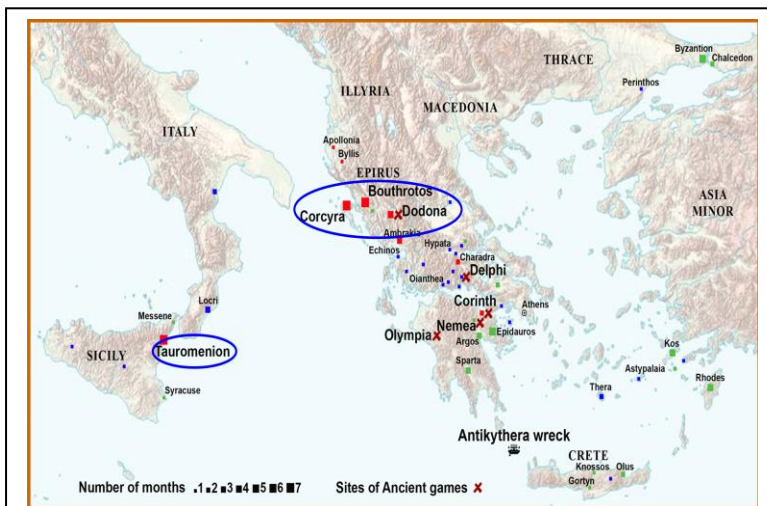 THRACE
Byzantion
Chalcedon
Perinthos
ILLYRIA
MACEDONIA
ITALY
Apollonia
Byllis
EPIRUS
Bouthrotos
Corcyra
Dodona
ASIA
MINOR
Ambrakia
Echinos
Hypata
Charadra
Oianthea
Delphi
Locri
Messene
Corinth
Athens
Nemea
Olympia
Epidauros
Argos
Tauromenion
SICILY
Sparta
Kos
Astypalaia
Rhodes
Thera
Syracuse
Antikythera wreck
CRETE
Knossos
Olus
Gortyn
Number of months 1 2 3 4 5 6 7 Sites of Ancient games X